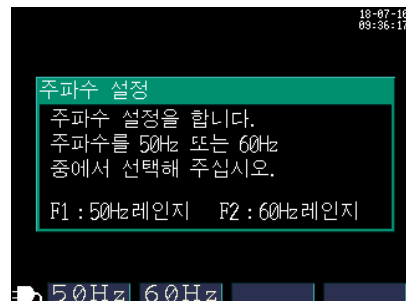 18-07-16
09:36:17
주파수 설정
주파수 설정을 합니다.
주파수를 50Hz 또는 60Hz
중에서 선택해 주십시오.
F1 : 50Hz레인지 F2 : 60Hz레인지
50Hz 60Hz